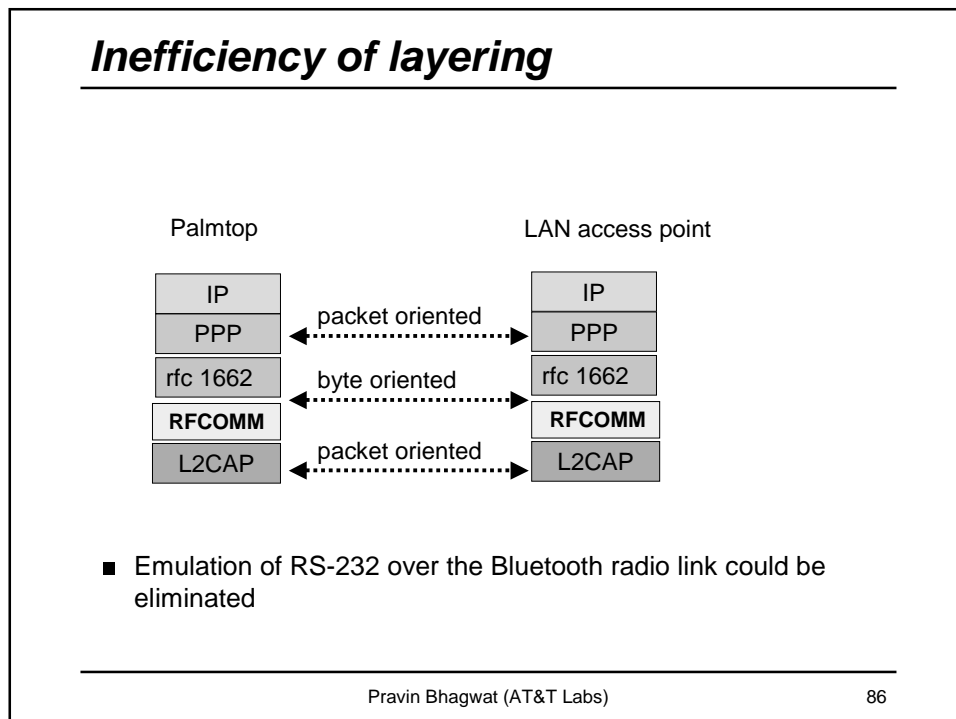 Inefficiency of layering
Palmtop
LAN access point
IP
IP
packet oriented
PPP
PPP
rfc 1662
byte oriented
rfc 1662
RFCOMM
RFCOMM
packet oriented
L2CAP
L2CAP
■ Emulation of RS-232 over the Bluetooth radio link could be
eliminated
Pravin Bhagwat (AT&T Labs)
86